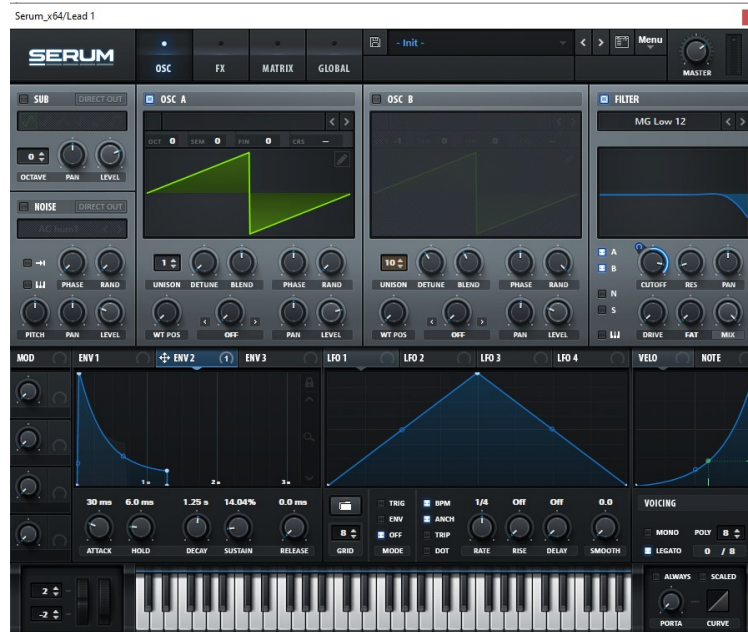 Serum_x64/Lead 1
SERUM
OSC FX MATRIX GLOBAL
- Init -
Menu
MASTER
SUB DIRECT OUT
0
OCTAVE PAN LEVEL
NOISE DIRECT OUT
AC hum1
PHASE RAND
PITCH PAN LEVEL
OSC A
OCT 0 SEM 0 FIN 0 CRS --
1
UNISON DETUNE BLEND PHASE RAND
WT POS OFF PAN LEVEL
OSC B
OCT -1
10
UNISON DETUNE BLEND PHASE RAND
WT POS OFF PAN LEVEL
FILTER
MG Low 12
A
B
N
S
CUTOFF RES PAN
DRIVE FAT MIX
MOD ENV 1 ENV 2 1 ENV 3 LFO 1 LFO 2 LFO 3 LFO 4 VELO NOTE
1s 2s 3s
30 ms 6.0 ms 1.25 s 14.04% 0.0 ms
ATTACK HOLD DECAY SUSTAIN RELEASE
8
GRID
TRIG
ENV
OFF
MODE
BPM
ANCH
TRIP
DOT
1/4 Off Off 0.0
RATE RISE DELAY SMOOTH
VOICING
MONO POLY 8
LEGATO 0 / 8
2
-2
ALWAYS SCALED
PORTA CURVE